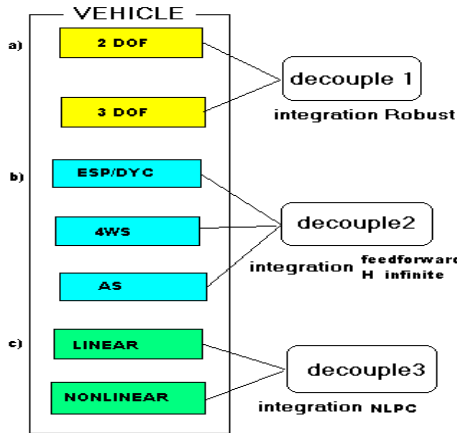 VEHICLE
a)
2 DOF
decouple 1
3 DOF
integration Robust
b)
ESP/DYC
4WS
decouple2
integration feedforward
H infinite
AS
c)
LINEAR
decouple3
NONLINEAR
integration NLPC